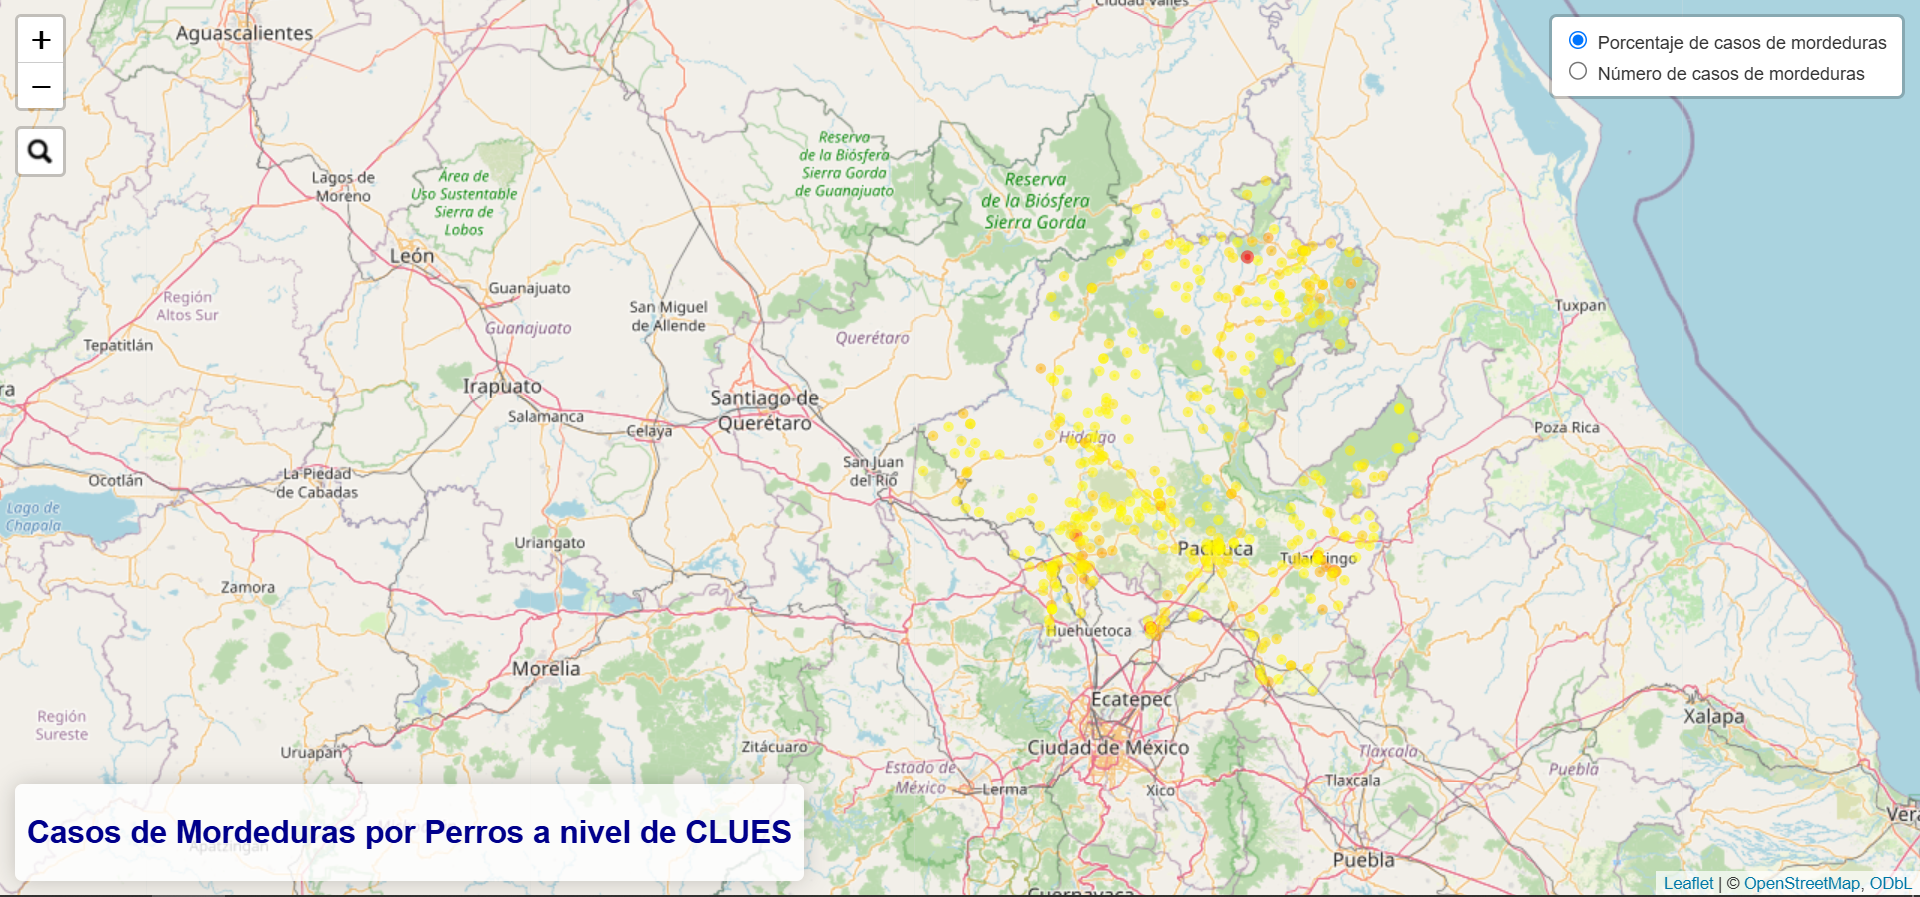 +
−
Porcentaje de casos de mordeduras
Número de casos de mordeduras
Aguascalientes
Lagos de
Moreno
Área de
Uso Sustentable
Sierra de
Lobos
Reserva
de la Biósfera
Sierra Gorda
de Guanajuato
Reserva
de la Biósfera
Sierra Gorda
León
Guanajuato
Guanajuato
San Miguel
de Allende
Región
Altos Sur
Tepatitlán
Querétaro
Tuxpan
Irapuato
Salamanca
Celaya
Santiago de
Querétaro
Hidalgo
Poza Rica
San Juan
del Río
La Piedad
de Cabadas
Ocotlán
Lago de
Chapala
Uriangato
Pachuca
Tulancingo
Zamora
Huehuetoca
Morelia
Ecatepec
Ciudad de México
Región
Sureste
Uruapan
Zitácuaro
Estado de
México
Lerma
Xico
Tlaxcala
Tlaxcala
Puebla
Puebla
Xalapa
Ver
Apatzingán
Cuernavaca
Casos de Mordeduras por Perros a nivel de CLUES
Leaflet | © OpenStreetMap, ODbL